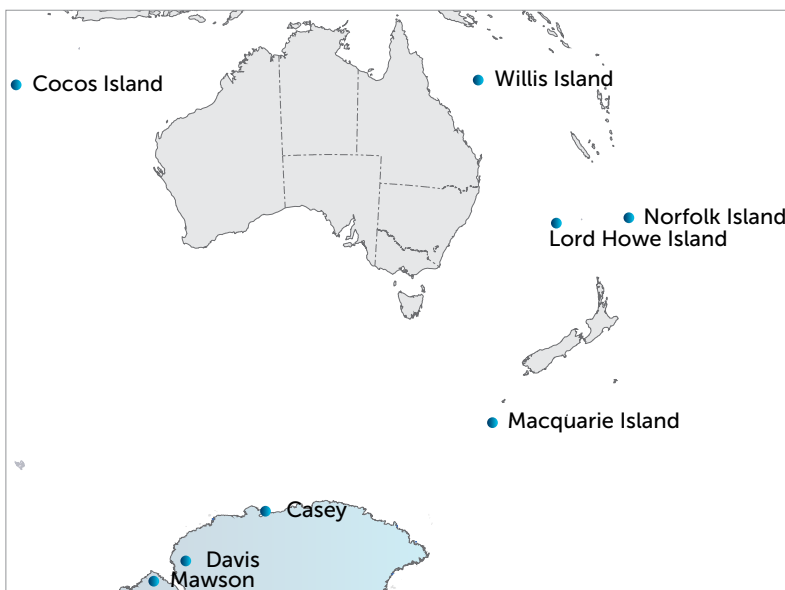 Cocos Island
Willis Island
Norfolk Island
Lord Howe Island
Macquarie Island
Casey
Davis
Mawson